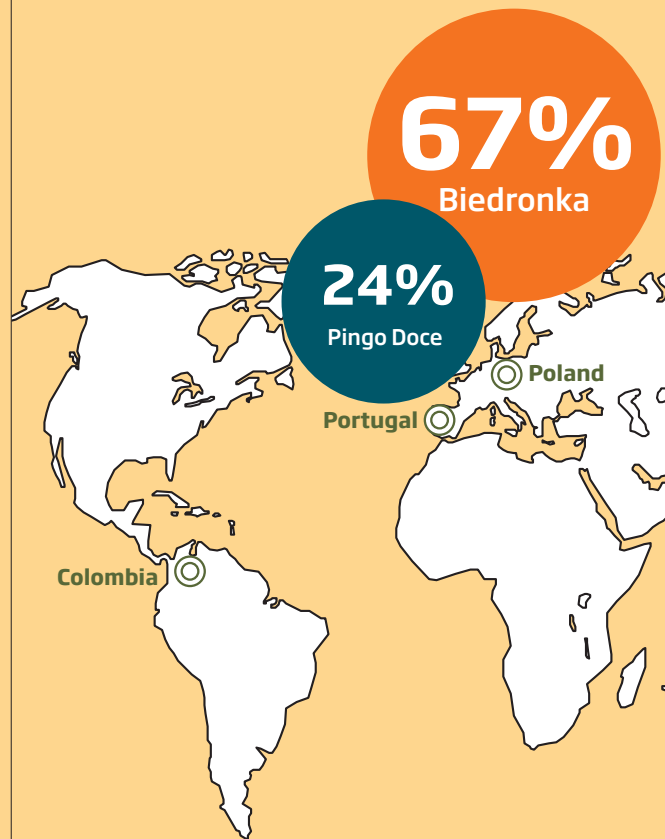 67%
Biedronka
24%
Pingo Doce
Poland
Portugal
Colombia